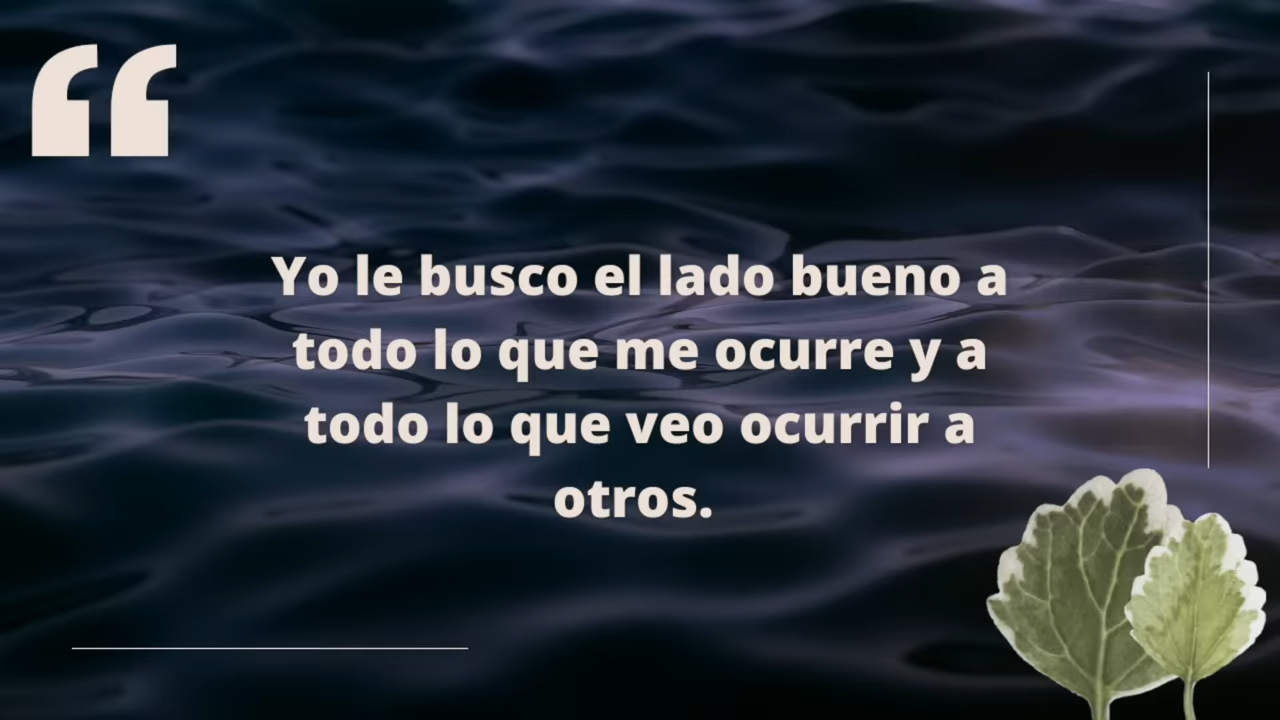 “
Yo le busco el lado bueno a
todo lo que me ocurre y a
todo lo que veo ocurrir a
otros.